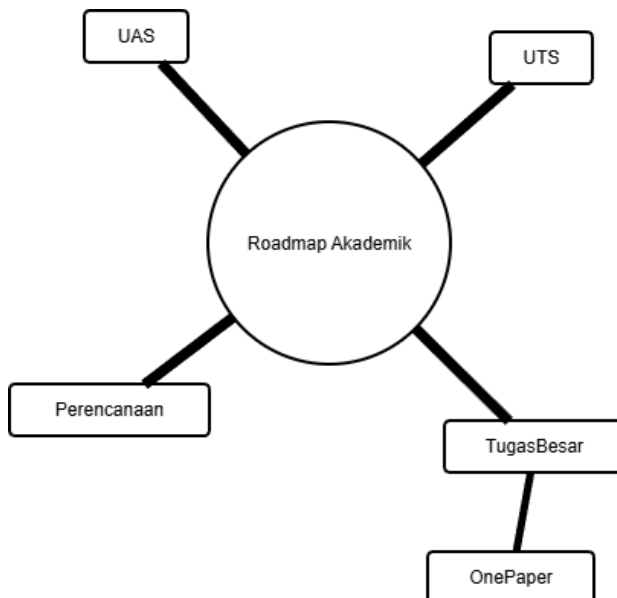 UAS
UTS
Roadmap Akademik
Perencanaan
TugasBesar
OnePaper